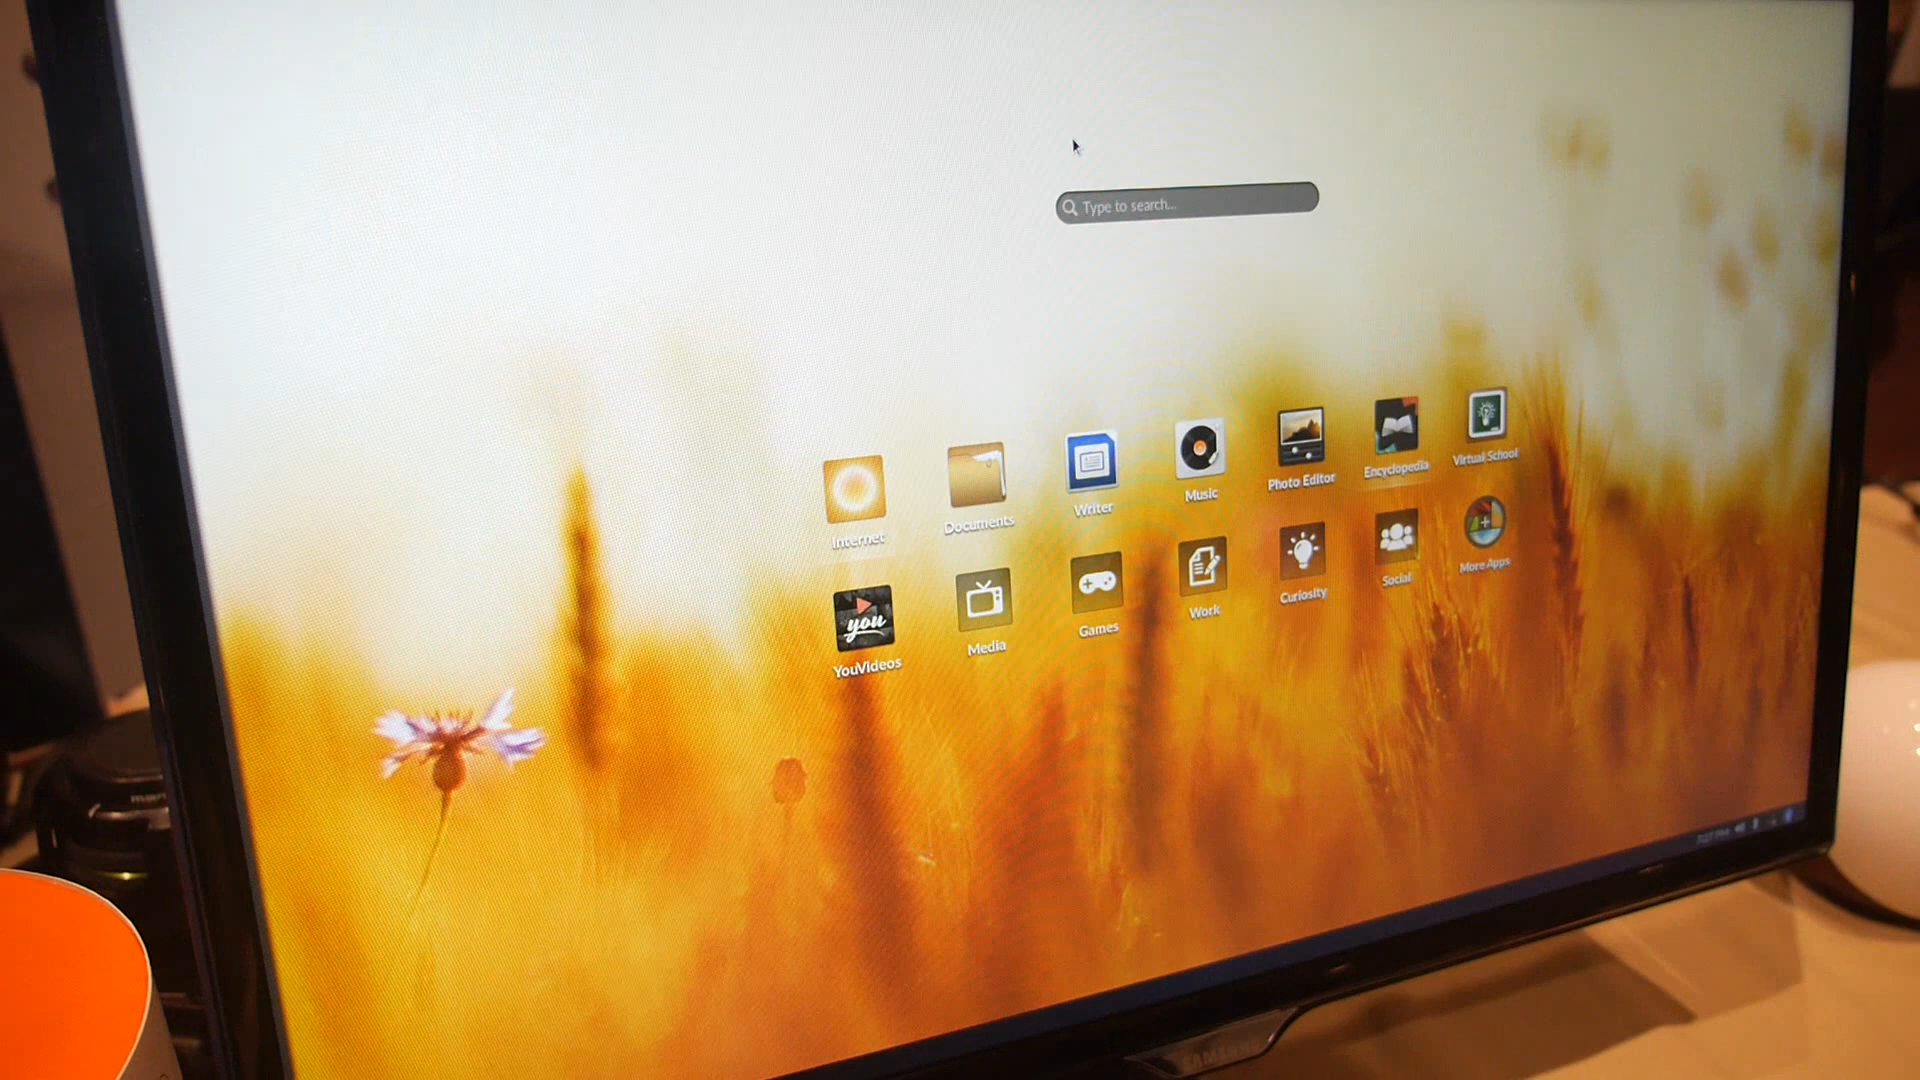 Type to search...
Internet
Documents
Writer
Music
Photo Editor
Encyclopedia
Virtual School
you
YouVideos
Media
Games
Work
Curiosity
Social
More Apps
SAMSUNG